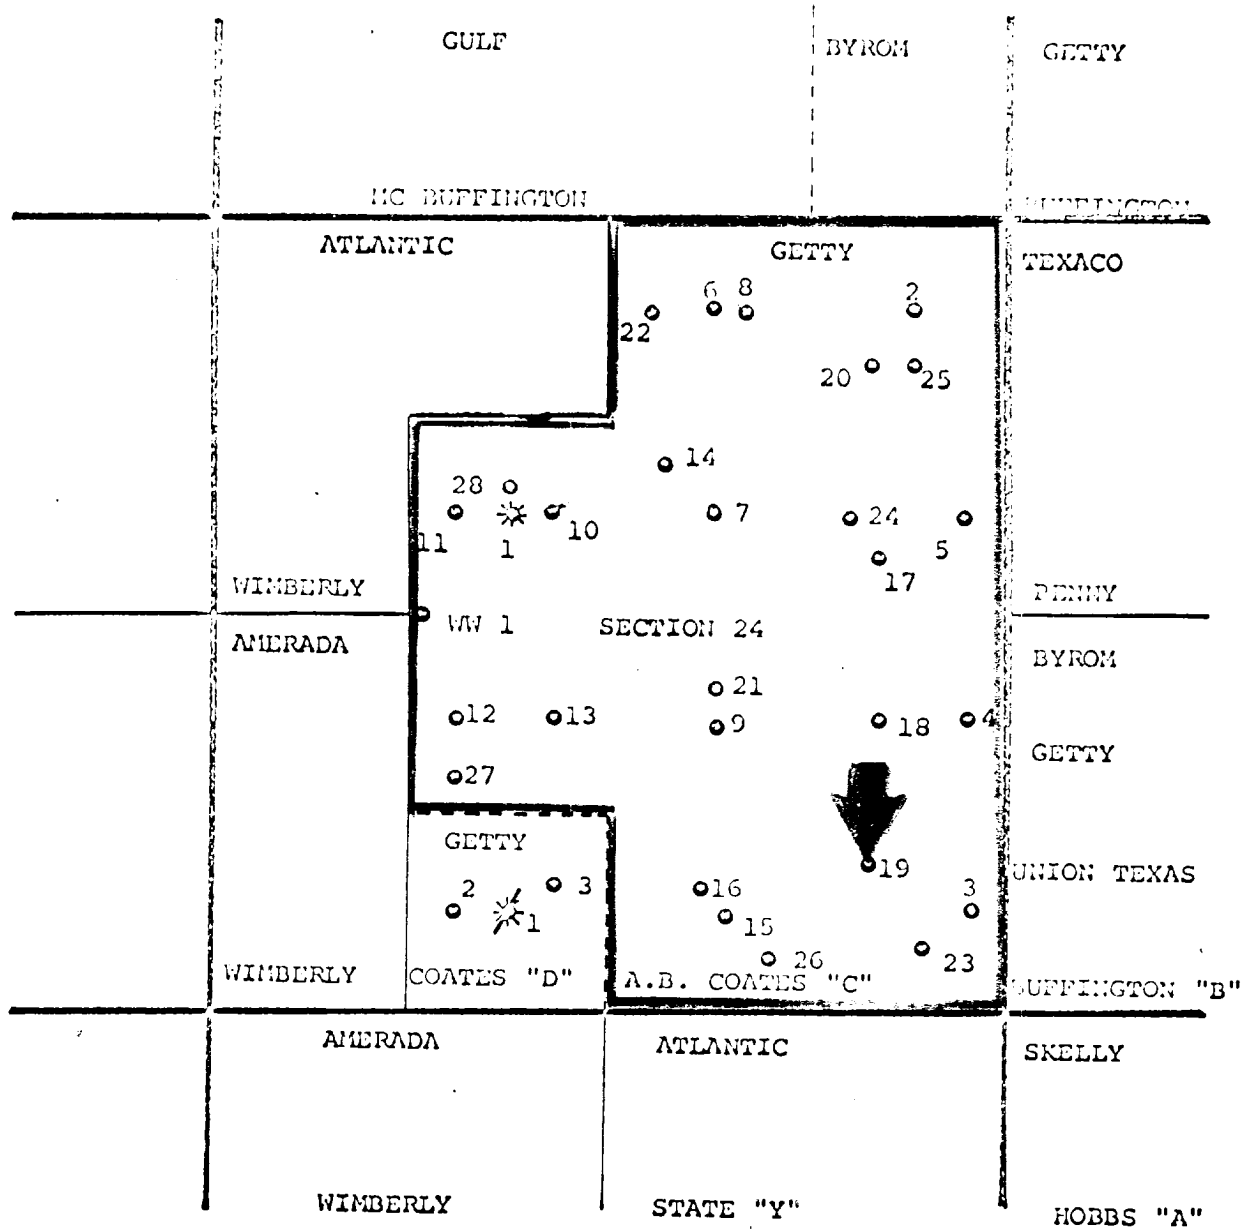 GULF
BYROM
GETTY
MC BUFFINGTON
BUFFINGTON
ATLANTIC
GETTY
TEXACO
6 8 2
22
20 25
14
28
7 24
11 1 10 5
17
WIMBERLY
PENNY
WW 1 SECTION 24
AMERADA
BYROM
21
12 13 9 18 4
GETTY
27
GETTY
19 UNION TEXAS
2 3 16 3
1 15
26 23
WIMBERLY COATES "D" A.B. COATES "C"
BUFFINGTON "B"
AMERADA ATLANTIC SKELLY
WIMBERLY STATE "Y" HOBBS "A"